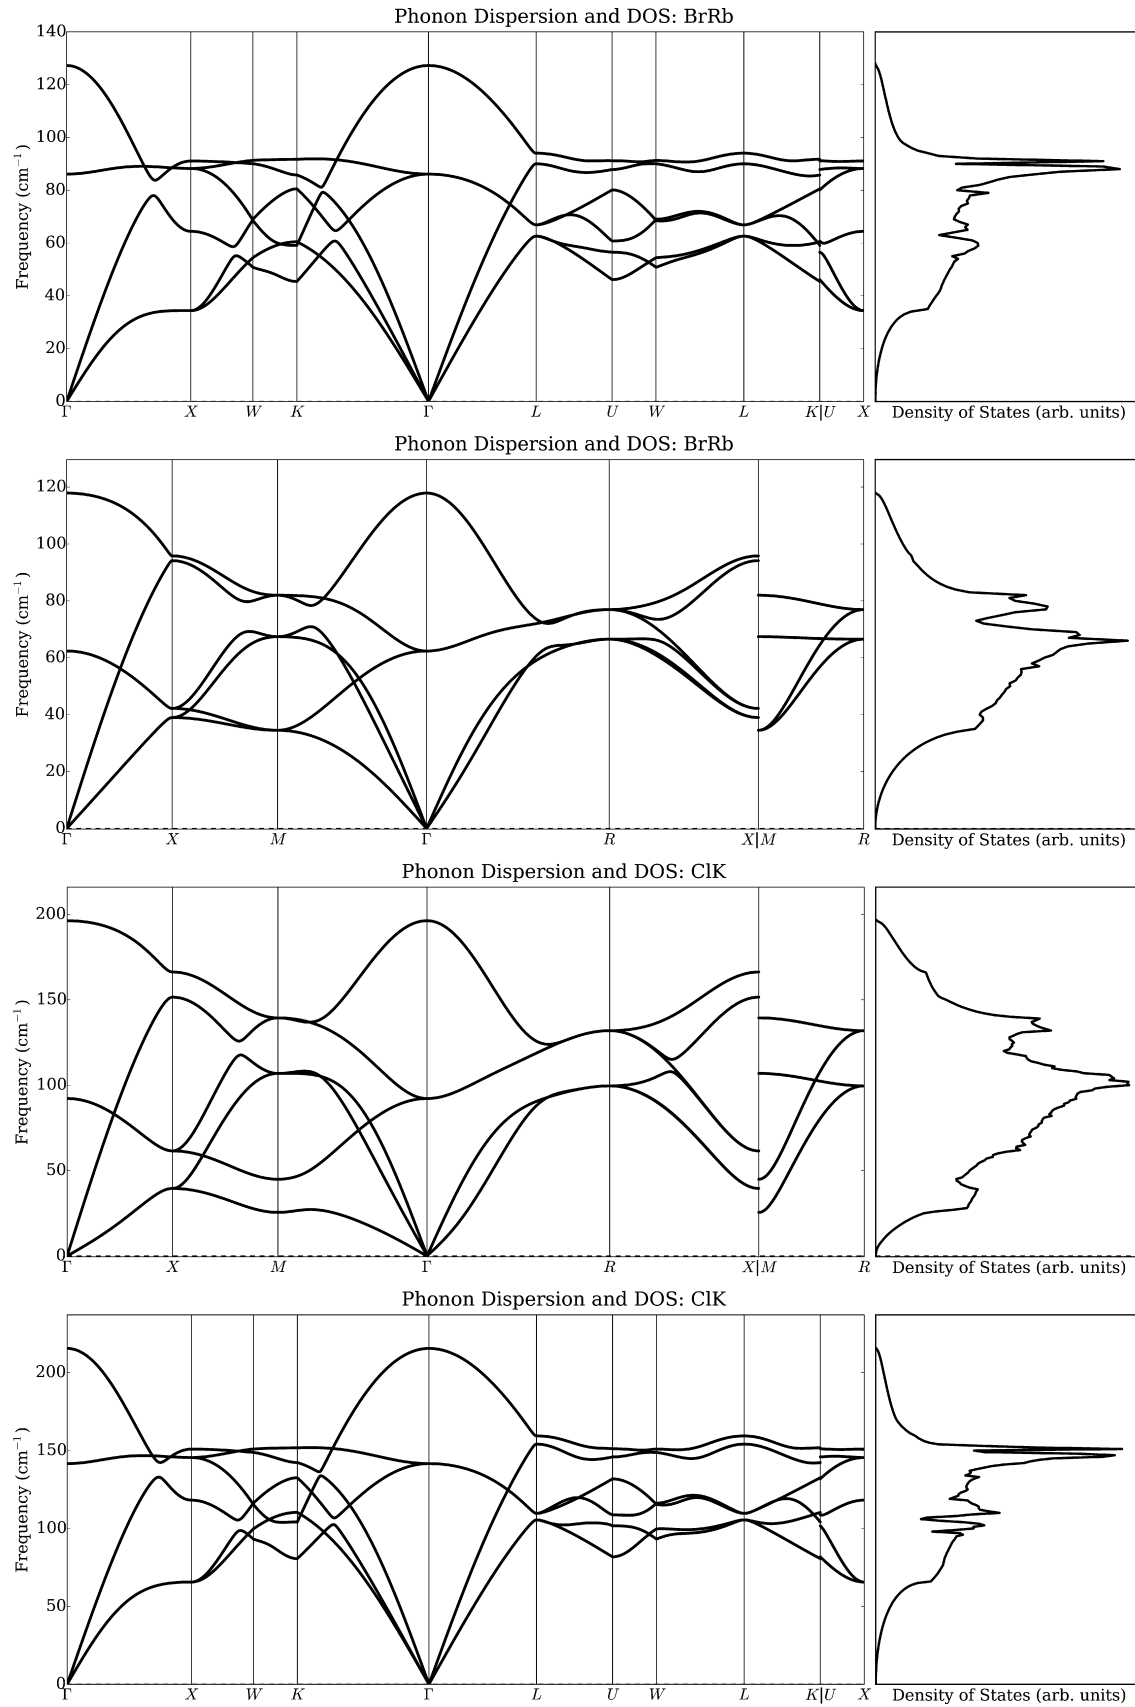 Phonon Dispersion and DOS: BrRb
140
120
100
80
60
40
20
0
Frequency (cm⁻¹)
Γ X W K Γ L U W L K|U X
Density of States (arb. units)
Phonon Dispersion and DOS: BrRb
120
100
80
60
40
20
0
Frequency (cm⁻¹)
Γ X M Γ R X|M R
Density of States (arb. units)
Phonon Dispersion and DOS: ClK
200
150
100
50
0
Frequency (cm⁻¹)
Γ X M Γ R X|M R
Density of States (arb. units)
Phonon Dispersion and DOS: ClK
200
150
100
50
0
Frequency (cm⁻¹)
Γ X W K Γ L U W L K|U X
Density of States (arb. units)